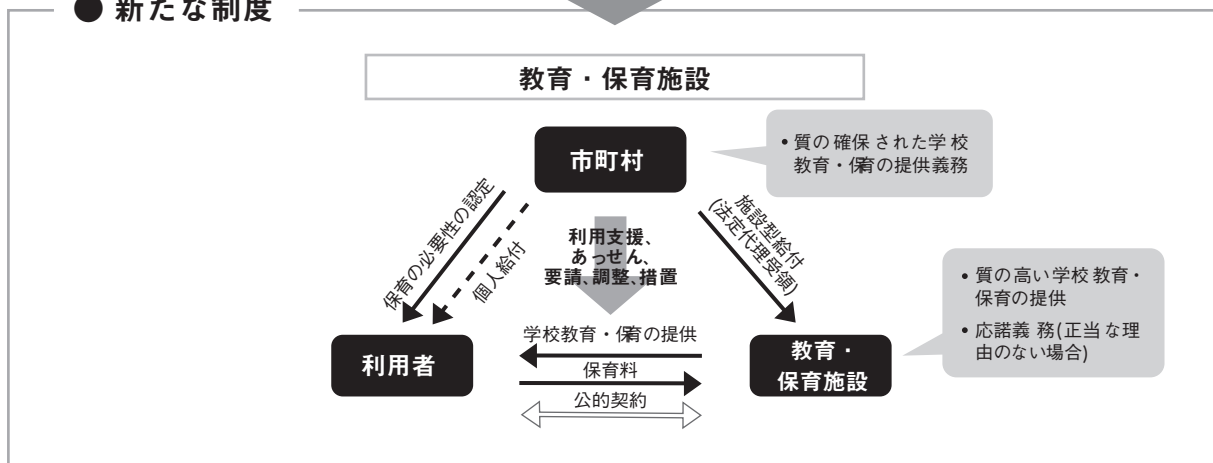 ● 新たな制度
教育・保育施設
市町村
• 質の確保された学校
教育・保育の提供義務
保育の必要性の認定
個人給付
利用支援、
あっせん、
要請、調整、措置
施設型給付
(法定代理受領)
• 質の高い学校教育・
保育の提供
• 応諾義務(正当な理
由のない場合)
利用者
学校教育・保育の提供
保育料
公的契約
教育・
保育施設